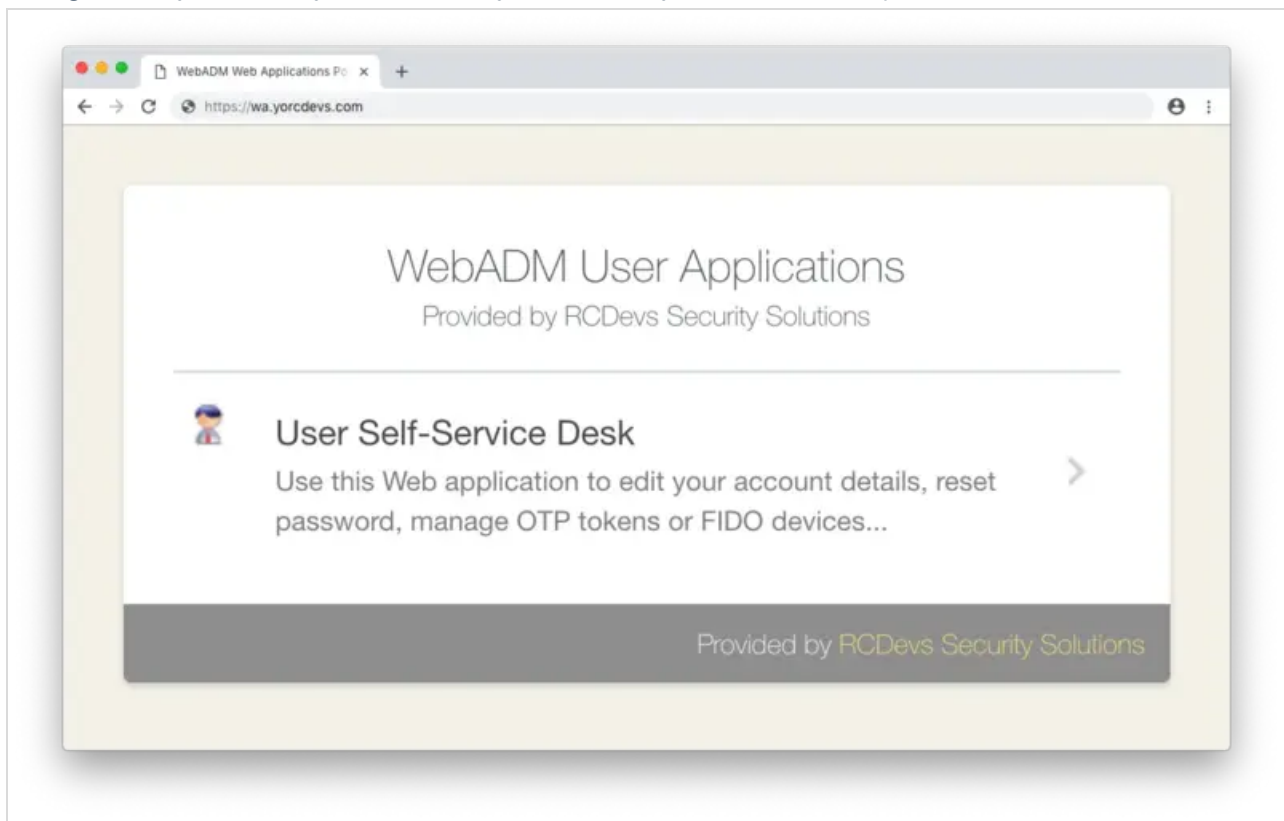 WebADM Web Applications Po
https://wa.yorcdevs.com
WebADM User Applications
Provided by RCDevs Security Solutions
User Self-Service Desk
Use this Web application to edit your account details, reset
password, manage OTP tokens or FIDO devices...
Provided by RCDevs Security Solutions